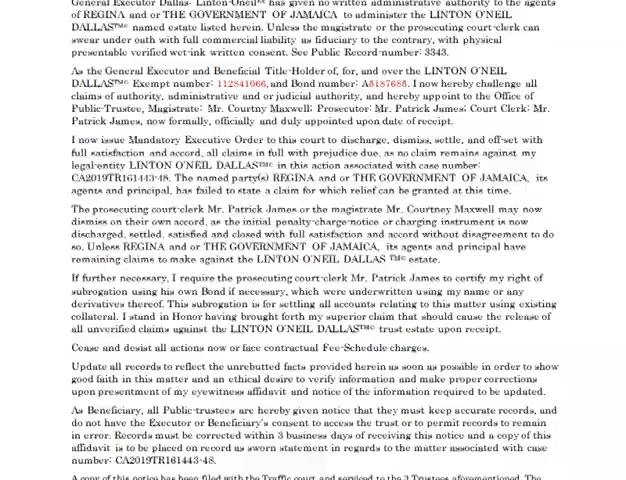 General Executor Dallas: Linton-Oneil has given no written administrative authority to the agents
of REGINA and or THE GOVERNMENT OF JAMAICA to administer the LINTON O'NEIL
DALLAS™© named estate listed herein. Unless the magistrate or the prosecuting court-clerk can
swear under oath with full commercial liability as fiduciary to the contrary, with physical
presentable verified wet-ink written consent. See Public Record-number: 3343.
As the General Executor and Beneficial Title-Holder of, for, and over the LINTON O'NEIL
DALLAS™© Exempt number: 112841066, and Bond number: A5187685. I now hereby challenge all
claims of authority, administrative and or judicial authority, and hereby appoint to the Office of
Public-Trustee, Magistrate: Mr. Courtny Maxwell; Prosecutor: Mr. Patrick James; Court Clerk: Mr.
Patrick James, now formally, officially and duly appointed upon date of receipt.
I now issue Mandatory Executive Order to this court to discharge, dismiss, settle, and off-set with
full satisfaction and accord, all claims in full with prejudice due, as no claim remains against my
legal-entity LINTON O'NEIL DALLAS™© in this action associated with case number:
CA2019TR161443-48. The named party(s) REGINA and or THE GOVERNMENT OF JAMAICA, its
agents and principal, has failed to state a claim for which relief can be granted at this time.
The prosecuting court-clerk Mr. Patrick James or the magistrate Mr. Courtney Maxwell may now
dismiss on their own accord, as the initial penalty-charge-notice or charging instrument is now
discharged, settled, satisfied and closed with full satisfaction and accord without disagreement to do
so. Unless REGINA and or THE GOVERNMENT OF JAMAICA, its agents and principal have
remaining claims to make against the LINTON O'NEIL DALLAS ™© estate.
If further necessary, I require the prosecuting court-clerk Mr. Patrick James to certify my right of
subrogation using his own Bond if necessary, which were underwritten using my name or any
derivatives thereof. This subrogation is for settling all accounts relating to this matter using existing
collateral. I stand in Honor having brought forth my superior claim that should cause the release of
all unverified claims against the LINTON O'NEIL DALLAS™© trust estate upon receipt.
Cease and desist all actions now or face contractual Fee-Schedule charges.
Update all records to reflect the unrebutted facts provided herein as soon as possible in order to show
good faith in this matter and an ethical desire to verify information and make proper corrections
upon presentment of my eyewitness affidavit and notice of the information required to be updated.
As Beneficiary, all Public-trustees are hereby given notice that they must keep accurate records, and
do not have the Executor or Beneficiary's consent to access the trust or to permit records to remain
in error. Records must be corrected within 3 business days of receiving this notice and a copy of this
affidavit is to be placed on record as sworn statement in regards to the matter associated with case
number: CA2019TR161443-48.
A copy of this notice has been filed with the Traffic court and serviced to the 3 Trustees aforementioned. The